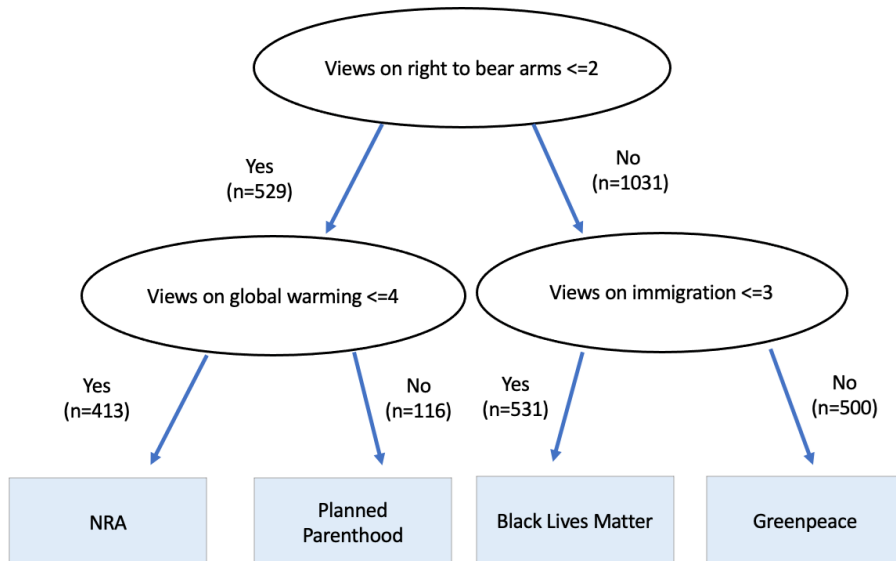 Views on right to bear arms <=2
Yes
(n=529)
No
(n=1031)
Views on global warming <=4
Views on immigration <=3
Yes
(n=413)
No
(n=116)
Yes
(n=531)
No
(n=500)
NRA
Planned
Parenthood
Black Lives Matter
Greenpeace